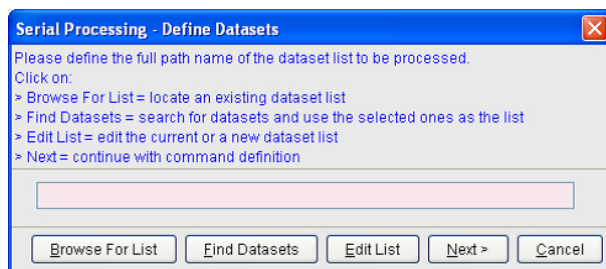 Serial Processing - Define Datasets
Please define the full path name of the dataset list to be processed.
Click on:
> Browse For List = locate an existing dataset list
> Find Datasets = search for datasets and use the selected ones as the list
> Edit List = edit the current or a new dataset list
> Next = continue with command definition
Browse For List Find Datasets Edit List Next > Cancel